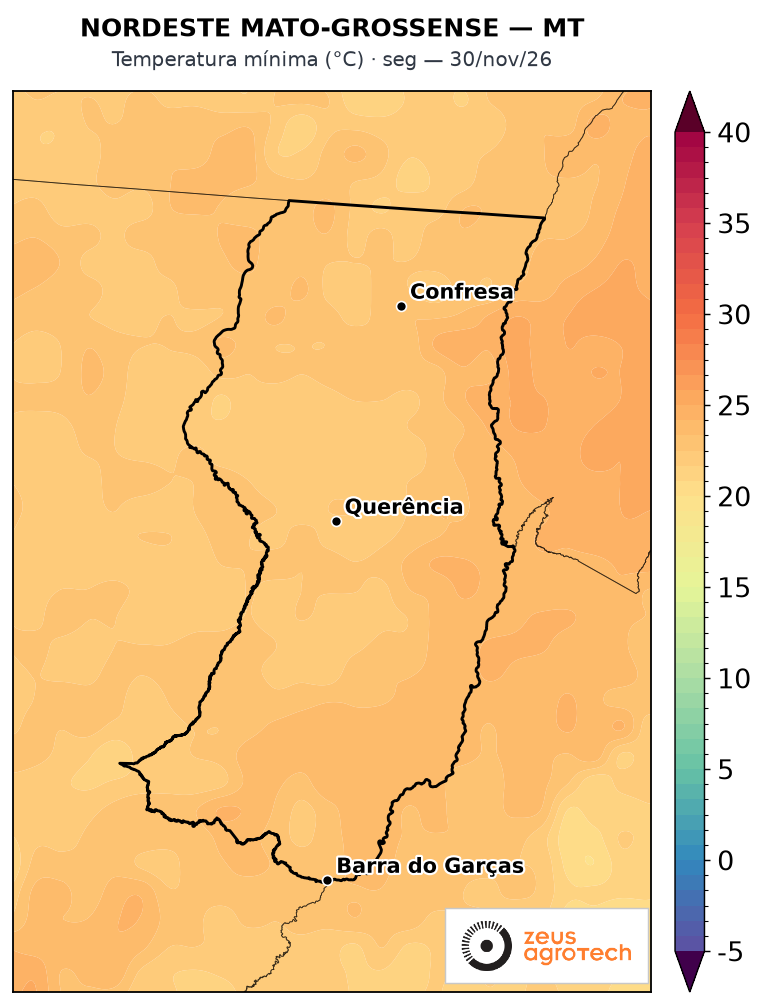 NORDESTE MATO-GROSSENSE — MT
Temperatura mínima (°C) · seg — 30/nov/26
40
35
30
25
20
15
10
5
0
-5
Confresa
Querência
Barra do Garças
zeus
agrotech